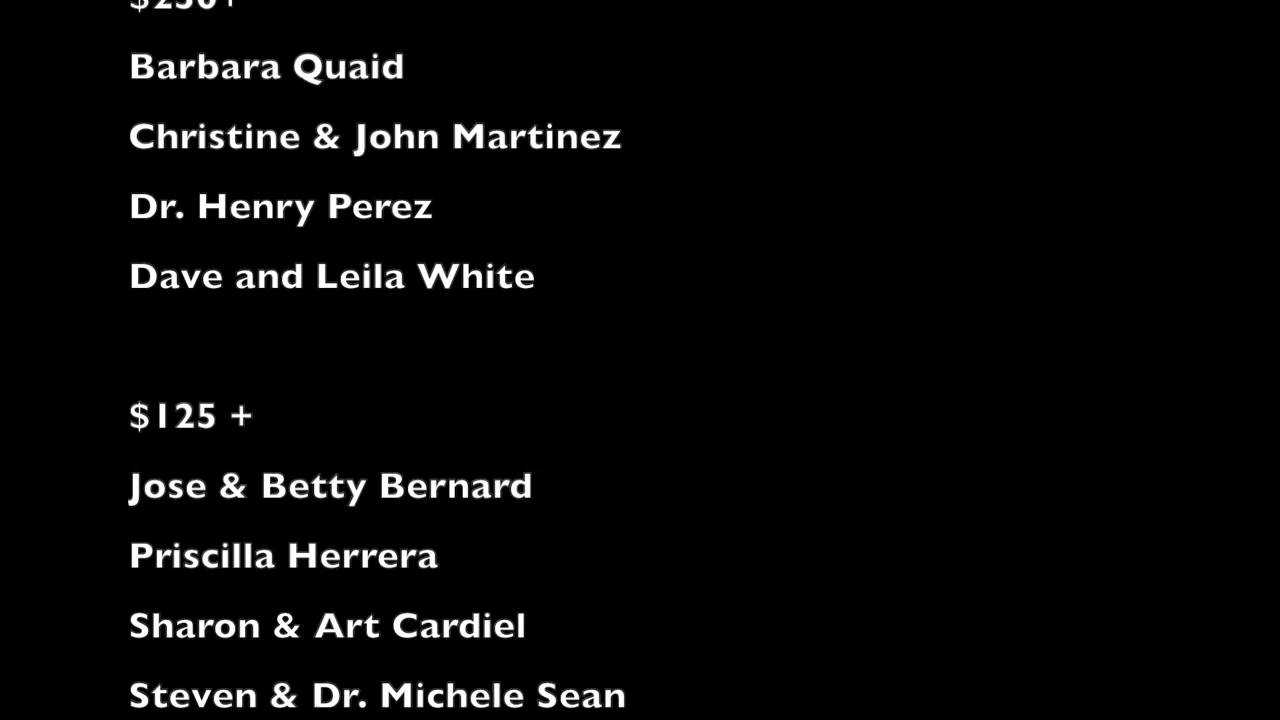 $250+
Barbara Quaid
Christine & John Martinez
Dr. Henry Perez
Dave and Leila White
$125 +
Jose & Betty Bernard
Priscilla Herrera
Sharon & Art Cardiel
Steven & Dr. Michele Sean